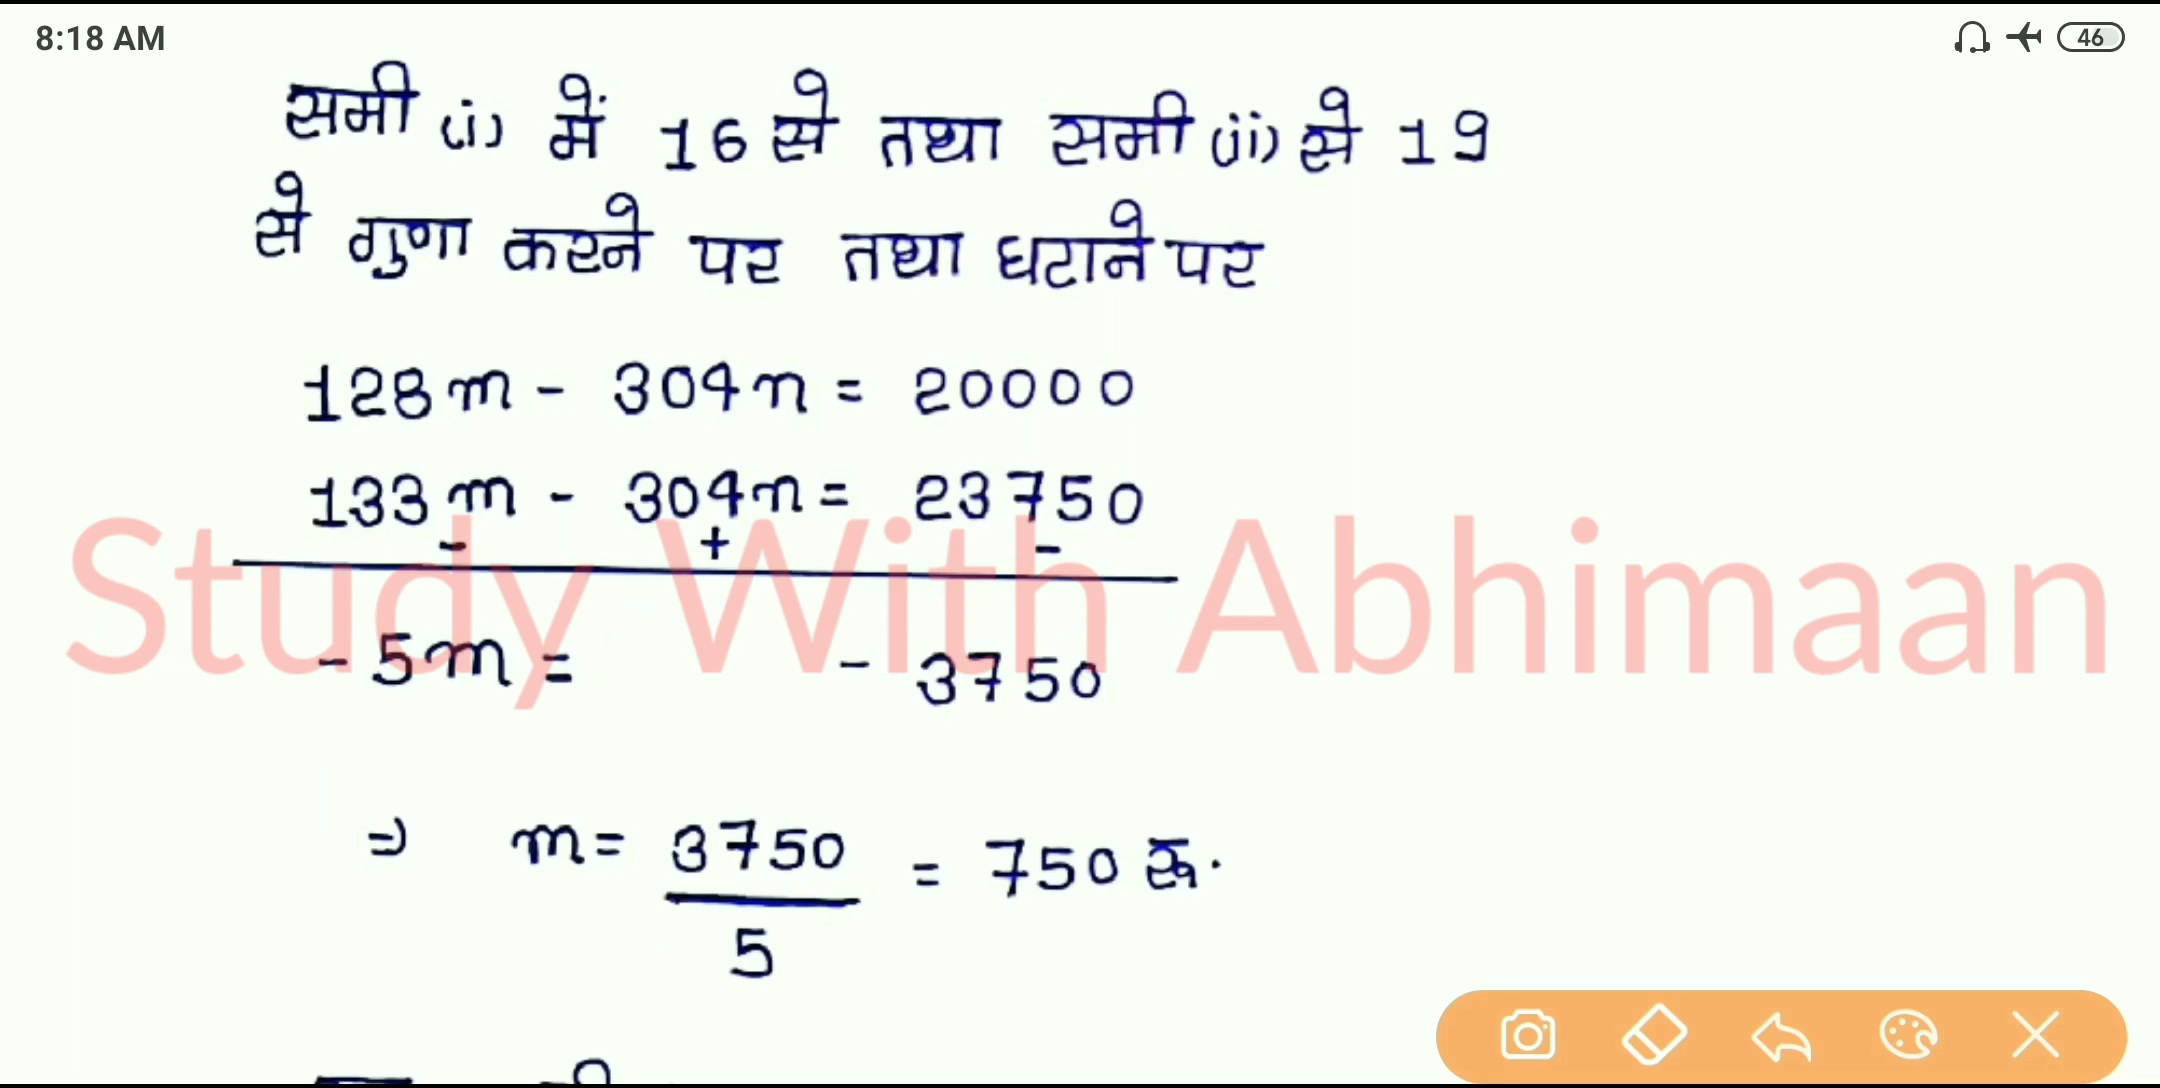 8:18 AM
46
समी (i) में 16 से तथा समी (ii) से 19
से गुणा करने पर तथा घटाने पर
128m - 304n = 20000
133m - 304n = 23750
- + -
Study With Abhimaan
- 5m = - 3750
⇒ m = 3750 = 750 रू.
5